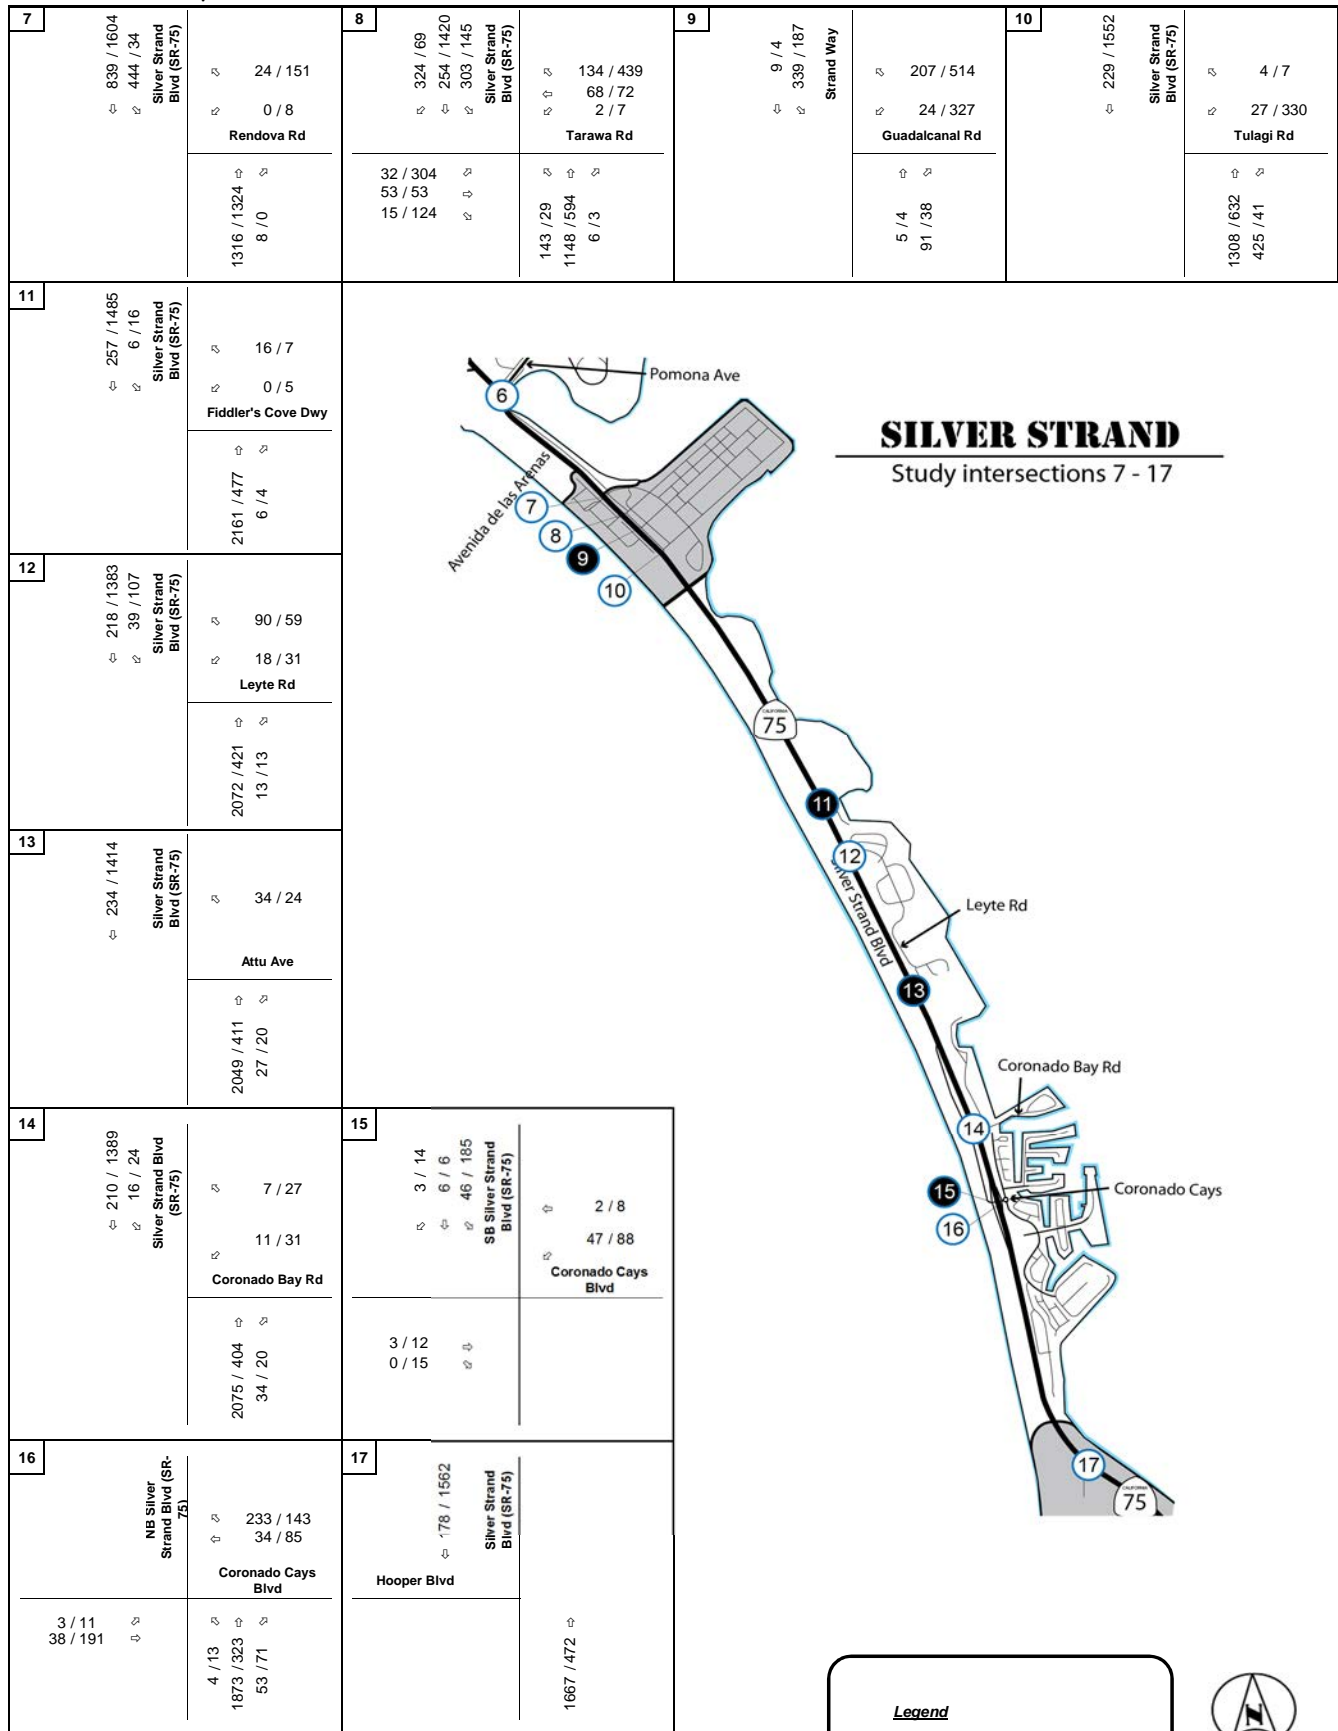 7
839 / 1604
444 / 34
Silver Strand
Blvd (SR-75)
24 / 151
0 / 8
Rendova Rd
1316 / 1324
8 / 0
8
324 / 69
254 / 1420
303 / 145
Silver Strand
Blvd (SR-75)
134 / 439
68 / 72
2 / 7
Tarawa Rd
32 / 304
53 / 53
15 / 124
143 / 29
1148 / 594
6 / 3
9
9 / 4
339 / 187
Strand Way
207 / 514
24 / 327
Guadalcanal Rd
5 / 4
91 / 38
10
229 / 1552
Silver Strand
Blvd (SR-75)
4 / 7
27 / 330
Tulagi Rd
1308 / 632
425 / 41
11
257 / 1485
6 / 16
Silver Strand
Blvd (SR-75)
16 / 7
0 / 5
Fiddler's Cove Dwy
2161 / 477
6 / 4
12
218 / 1383
39 / 107
Silver Strand
Blvd (SR-75)
90 / 59
18 / 31
Leyte Rd
2072 / 421
13 / 13
13
234 / 1414
Silver Strand
Blvd (SR-75)
34 / 24
Attu Ave
2049 / 411
27 / 20
14
210 / 1389
16 / 24
Silver Strand Blvd
(SR-75)
7 / 27
11 / 31
Coronado Bay Rd
2075 / 404
34 / 20
15
3 / 14
6 / 6
46 / 185
SB Silver Strand
Blvd (SR-75)
2 / 8
47 / 88
Coronado Cays
Blvd
3 / 12
0 / 15
16
NB Silver
Strand Blvd (SR-
75)
233 / 143
34 / 85
Coronado Cays
Blvd
3 / 11
38 / 191
4 / 13
1873 / 323
53 / 71
17
178 / 1562
Silver Strand
Blvd (SR-75)
Hooper Blvd
1667 / 472
SILVER STRAND
Study intersections 7 - 17
Pomona Ave
6
Avenida de las Arenas
7
8
9
10
CALIFORNIA
75
11
12
Silver Strand Blvd
Leyte Rd
13
Coronado Bay Rd
14
15
Coronado Cays
16
17
CALIFORNIA
75
Legend
N